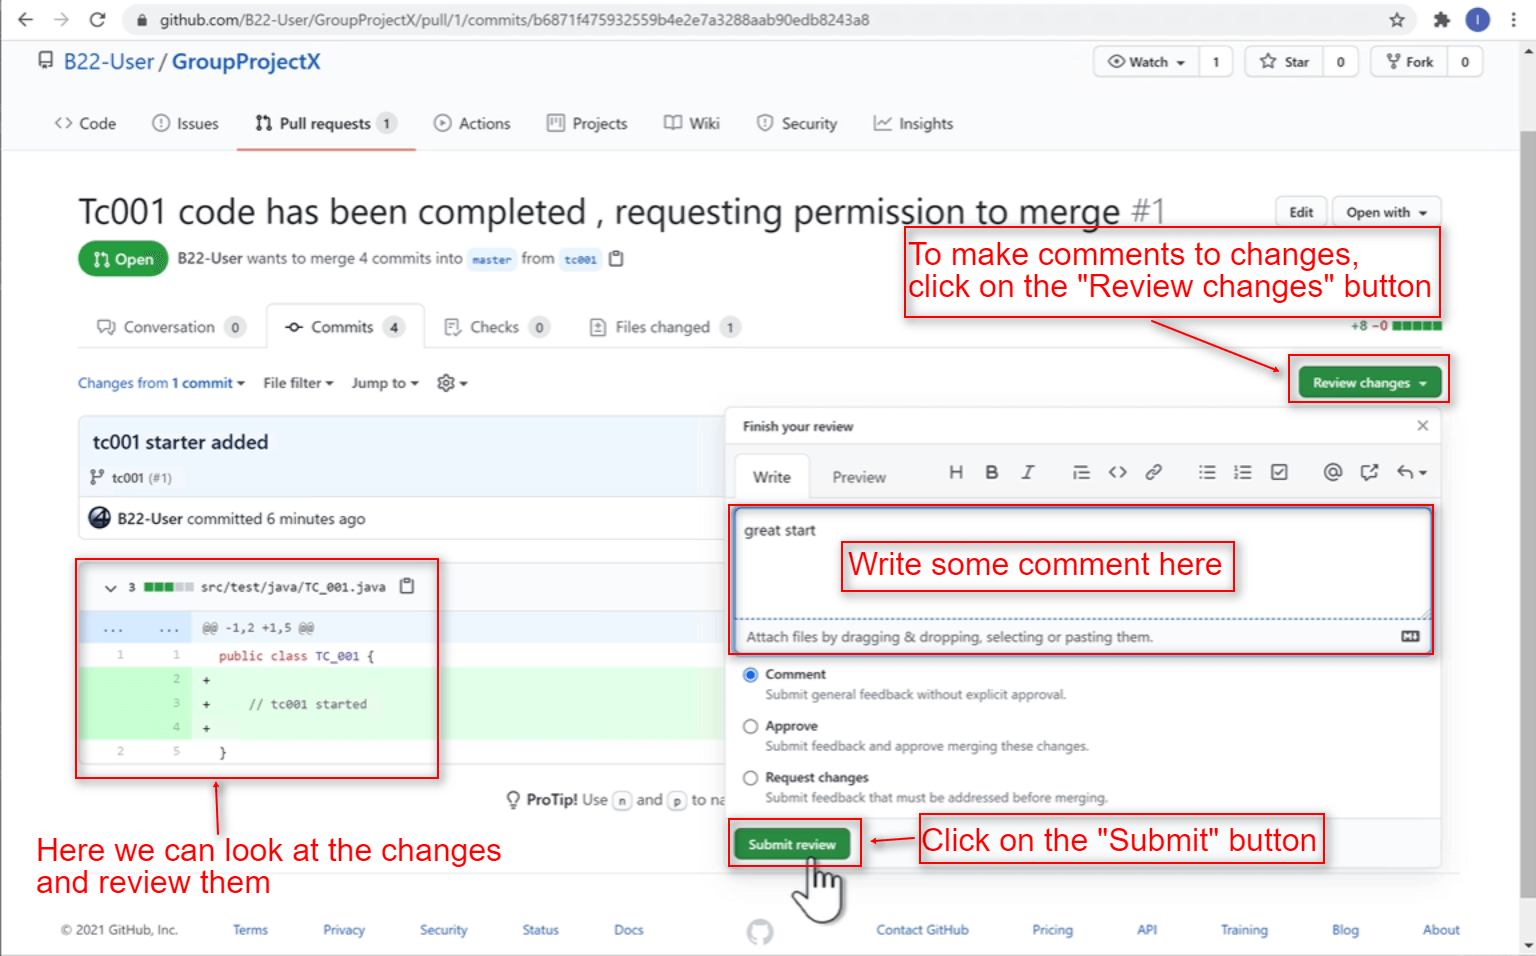 github.com/B22-User/GroupProjectX/pull/1/commits/b6871f475932559b4e2e7a3288aab90edb8243a8
I
B22-User / GroupProjectX
Watch 1 Star 0 Fork 0
Code Issues Pull requests 1 Actions Projects Wiki Security Insights
Tc001 code has been completed , requesting permission to merge #1
Edit Open with
Open B22-User wants to merge 4 commits into master from tc001
To make comments to changes,
click on the "Review changes" button
Conversation 0 Commits 4 Checks 0 Files changed 1
+8 −0
Changes from 1 commit File filter Jump to
Review changes
tc001 starter added
tc001 (#1)
B22-User committed 6 minutes ago
Finish your review
Write Preview H B I
great start
Write some comment here
Attach files by dragging & dropping, selecting or pasting them.
Comment
Submit general feedback without explicit approval.
Approve
Submit feedback and approve merging these changes.
Request changes
Submit feedback that must be addressed before merging.
Submit review
Click on the "Submit" button
3 src/test/java/TC_001.java
... ... @@ -1,2 +1,5 @@
1 1 public class TC_001 {
2 +
3 + // tc001 started
4 +
2 5 }
ProTip! Use n and p to na
Here we can look at the changes
and review them
© 2021 GitHub, Inc. Terms Privacy Security Status Docs Contact GitHub Pricing API Training Blog About